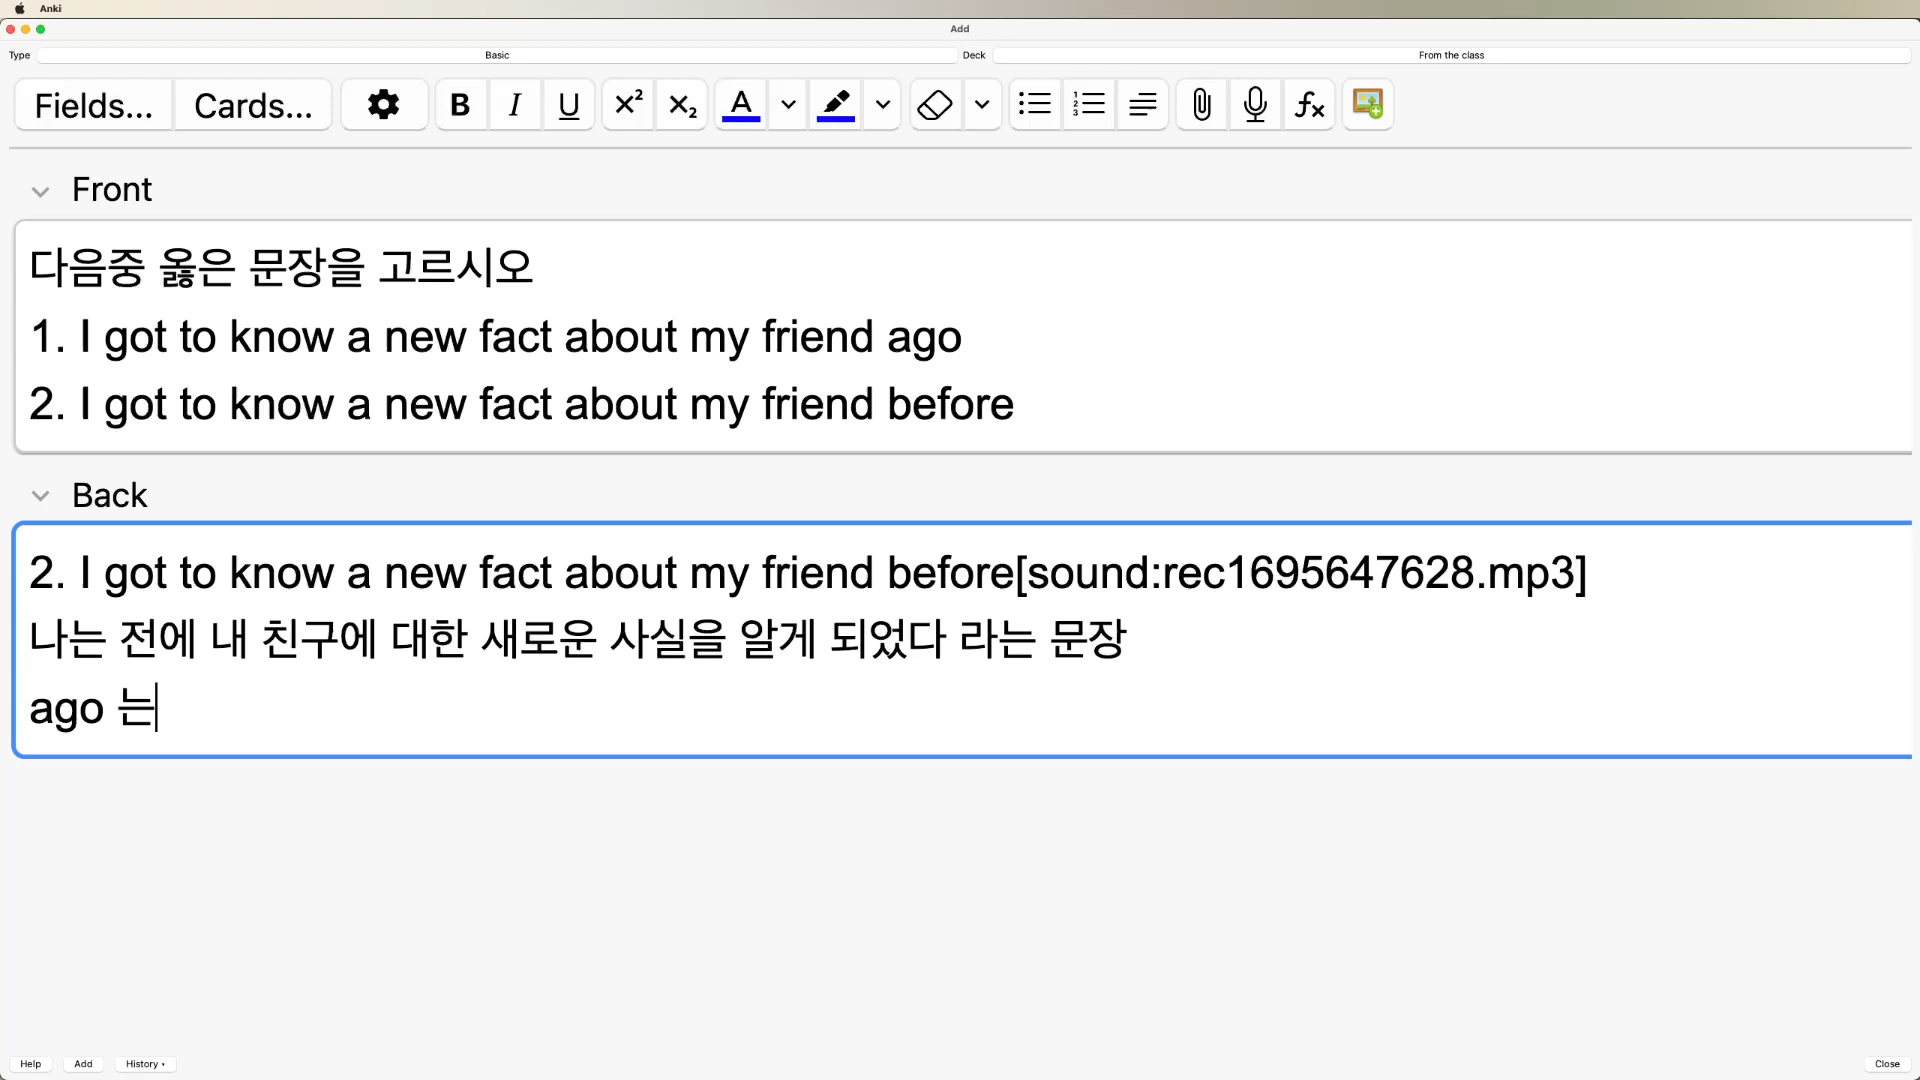 Anki
Add
Type Basic Deck From the class
Fields... Cards... B I U x² x₂ A fx
Front
다음중 옳은 문장을 고르시오
1. I got to know a new fact about my friend ago
2. I got to know a new fact about my friend before
Back
2. I got to know a new fact about my friend before[sound:rec1695647628.mp3]
나는 전에 내 친구에 대한 새로운 사실을 알게 되었다 라는 문장
ago 는
Help Add History Close